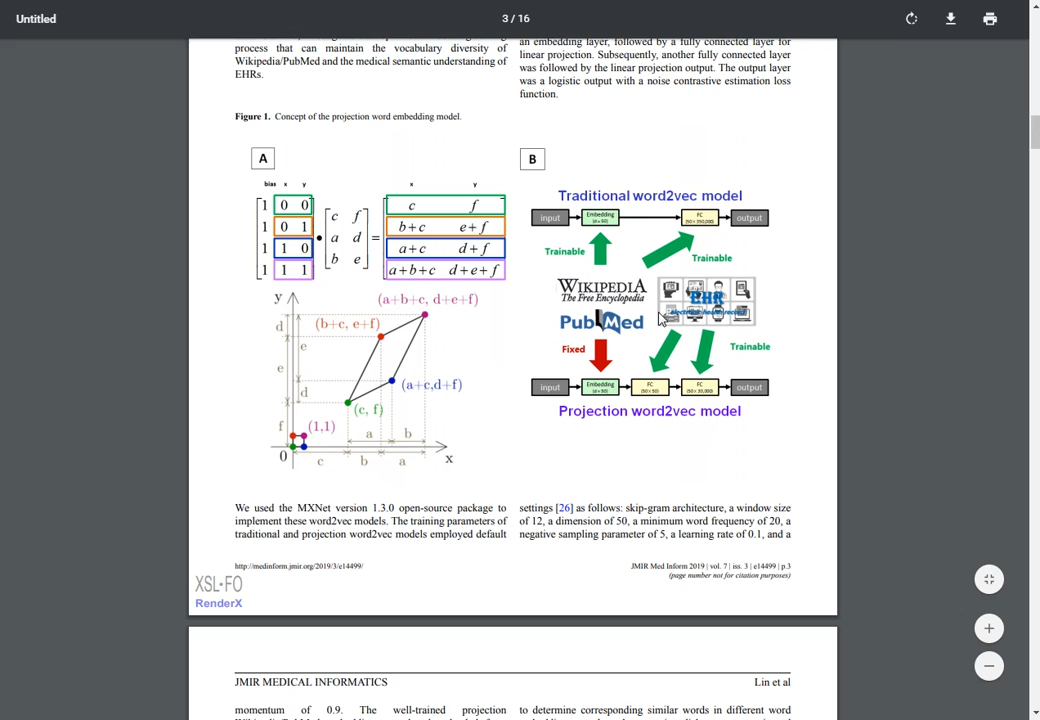 Untitled
3 / 16
process that can maintain the vocabulary diversity of
Wikipedia/PubMed and the medical semantic understanding of
EHRs.
an embedding layer, followed by a fully connected layer for
linear projection. Subsequently, another fully connected layer
was followed by the linear projection output. The output layer
was a logistic output with a noise contrastive estimation loss
function.
Figure 1. Concept of the projection word embedding model.
A
bias x y
x y
1 0 0
1 0 1
1 1 0
1 1 1
c f
a d
b e
•
=
c f
b+c e+f
a+c d+f
a+b+c d+e+f
y
(a+b+c, d+e+f)
d
(b+c, e+f)
e
e
d
(a+c,d+f)
(c, f)
f
(1,1)
a b
0
c b a
x
B
Traditional word2vec model
input
Embedding
FC
output
Trainable
Trainable
WIKIPEDIA
The Free Encyclopedia
EHR
PubMed
Fixed
Trainable
input
Embedding
FC
(50 × 50)
FC
output
Projection word2vec model
We used the MXNet version 1.3.0 open-source package to
implement these word2vec models. The training parameters of
traditional and projection word2vec models employed default
settings [26] as follows: skip-gram architecture, a window size
of 12, a dimension of 50, a minimum word frequency of 20, a
negative sampling parameter of 5, a learning rate of 0.1, and a
http://medinform.jmir.org/2019/3/e14499/
JMIR Med Inform 2019 | vol. 7 | iss. 3 | e14499 | p.3
(page number not for citation purposes)
XSL•FO
RenderX
JMIR MEDICAL INFORMATICS
Lin et al
momentum of 0.9. The well-trained projection
to determine corresponding similar words in different word